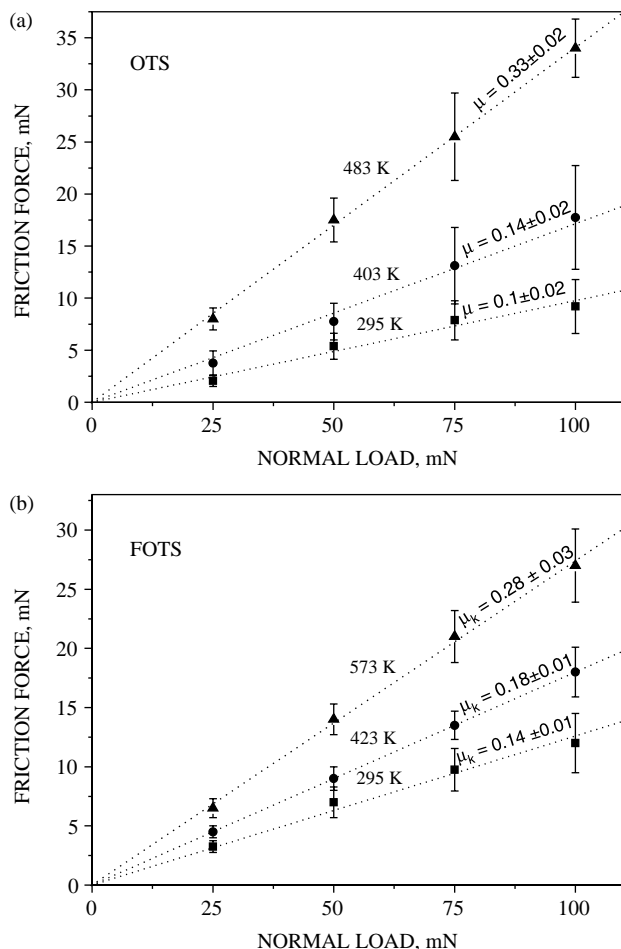 (a)
OTS
FRICTION FORCE, mN
35
30
25
20
15
10
5
0
μ = 0.33±0.02
483 K
μ = 0.14±0.02
403 K
μ = 0.1±0.02
295 K
0 25 50 75 100
NORMAL LOAD, mN
(b)
FOTS
FRICTION FORCE, mN
30
25
20
15
10
5
0
μk = 0.28 ± 0.03
573 K
μk = 0.18±0.01
423 K
μk = 0.14 ±0.01
295 K
0 25 50 75 100
NORMAL LOAD, mN